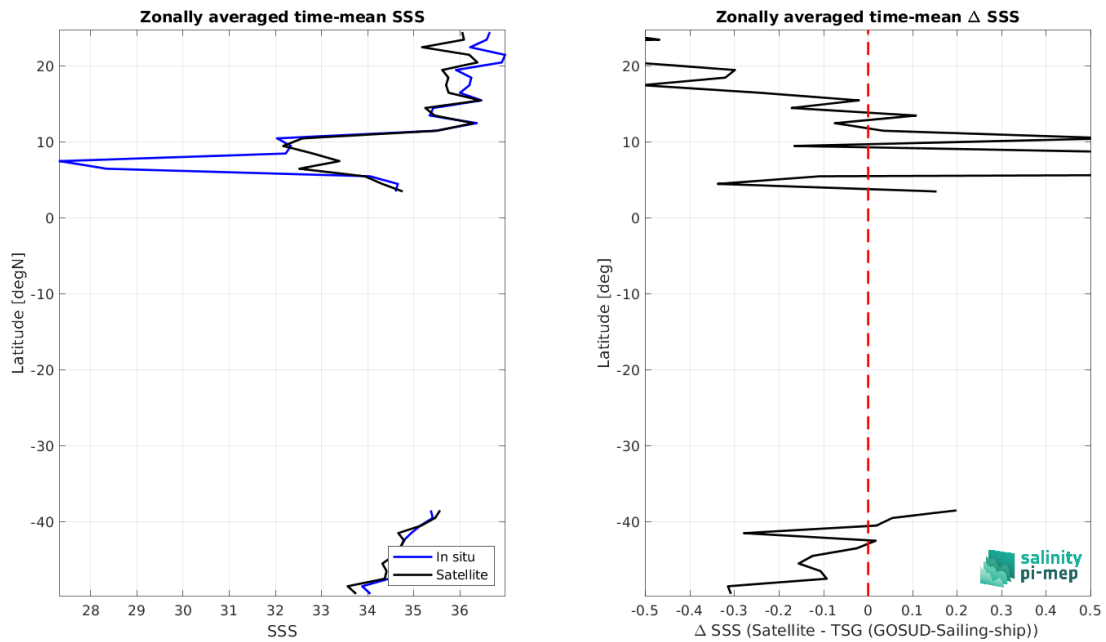 Zonally averaged time-mean SSS
20
10
0
-10
-20
-30
-40
Latitude [degN]
28 29 30 31 32 33 34 35 36
SSS
In situ
Satellite
Zonally averaged time-mean Δ SSS
20
10
0
-10
-20
-30
-40
Latitude [deg]
-0.5 -0.4 -0.3 -0.2 -0.1 0 0.1 0.2 0.3 0.4 0.5
Δ SSS (Satellite - TSG (GOSUD-Sailing-ship))
salinity
pi-mep